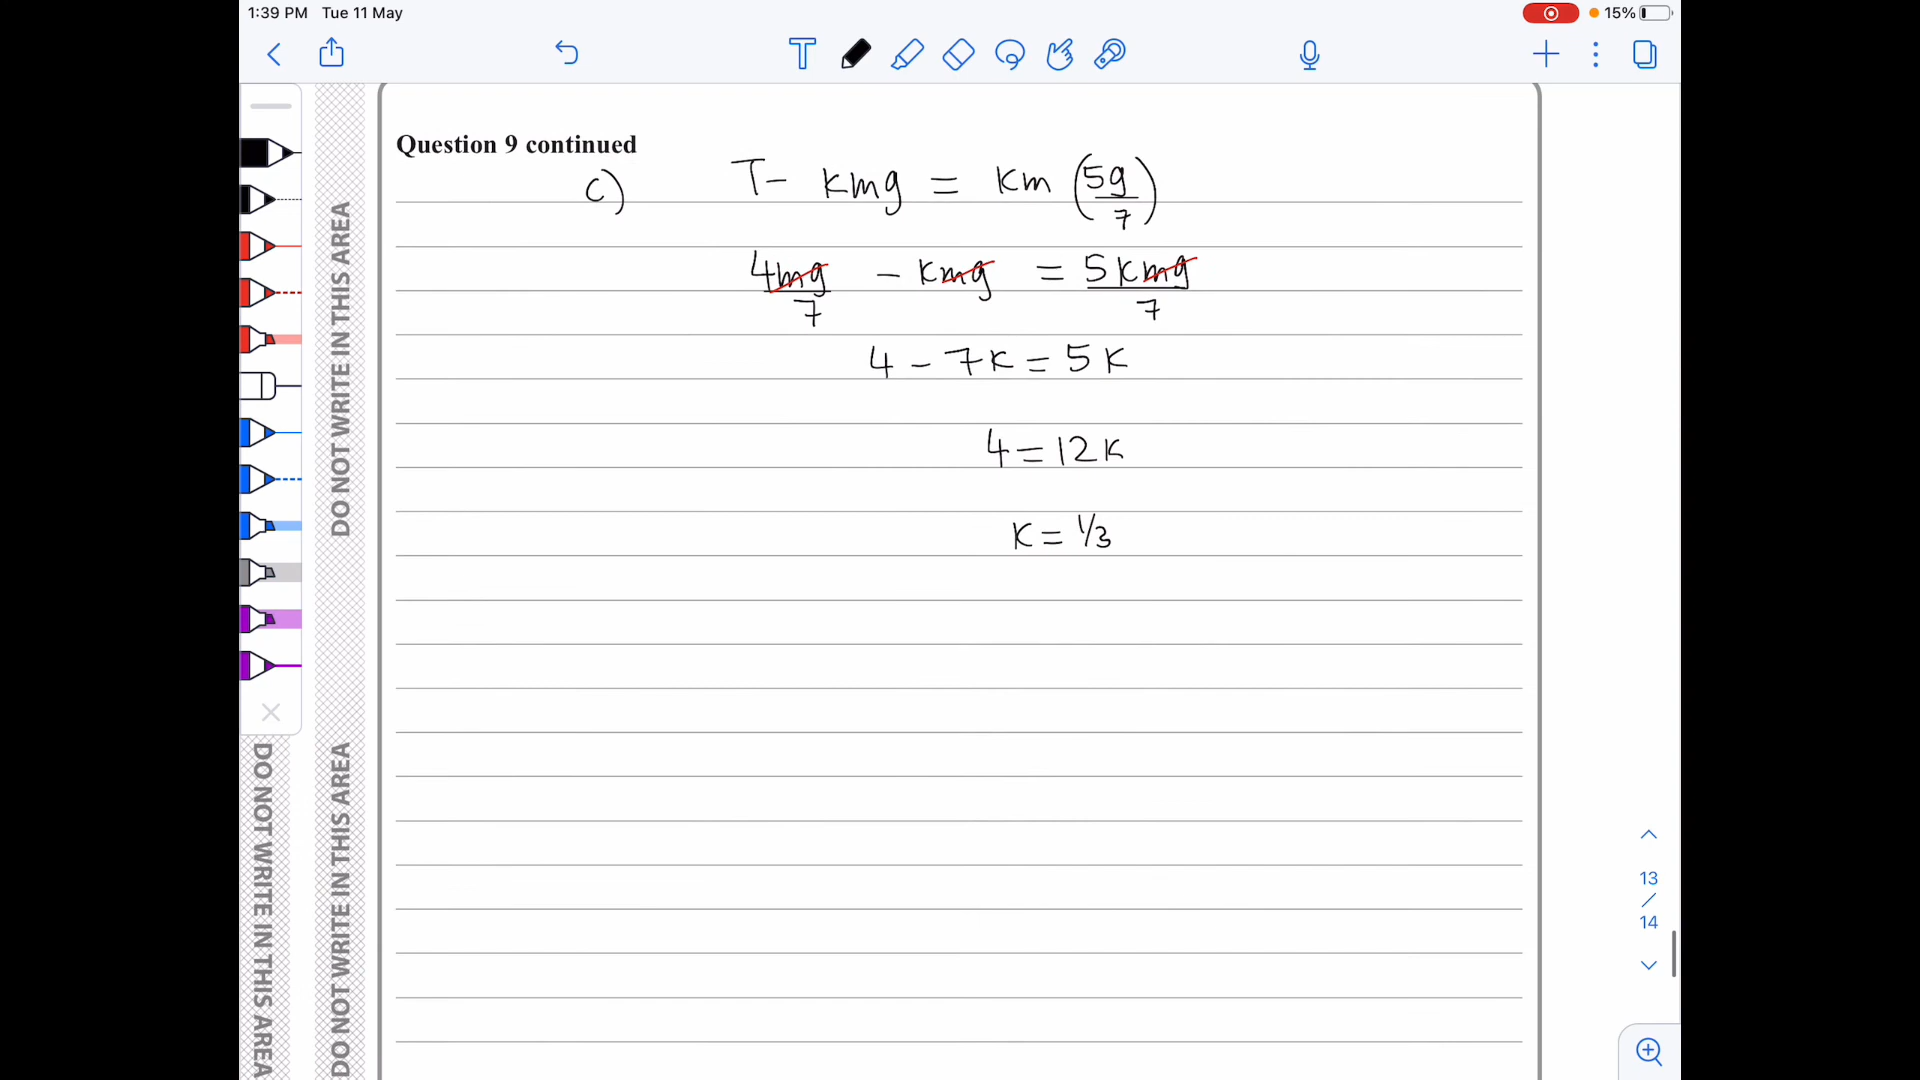 1:39 PM Tue 11 May
15%
T
Question 9 continued
c) T - kmg = km (5g/7)
4mg/7 - kmg = 5kmg/7
4 - 7k = 5k
4 = 12k
k = 1/3
DO NOT WRITE IN THIS AREA
DO NOT WRITE IN THIS AREA
DO NOT WRITE IN THIS AREA
13
/
14